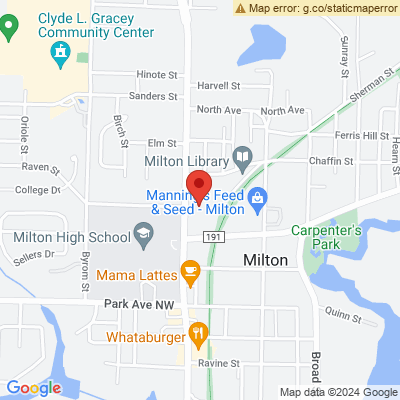 Map error: g.co/staticmaperror
Clyde L. Gracey
Community Center
Hinote St
Harvell St
Sunray St
Sherman St
Sanders St
North Ave
North Ave
Oriole St
Birch St
Elm St
Ferris Hill St
Milton Library
Chaffin St
Hearn St
Raven St
College Dr
Manning's Feed
& Seed - Milton
Carpenter's
Park
191
Milton High School
Sellers Dr
Byrom St
Mama Lattes
Milton
Park Ave NW
Quinn St
Whataburger
Broad
Ravine St
Google
Map data ©2024 Google